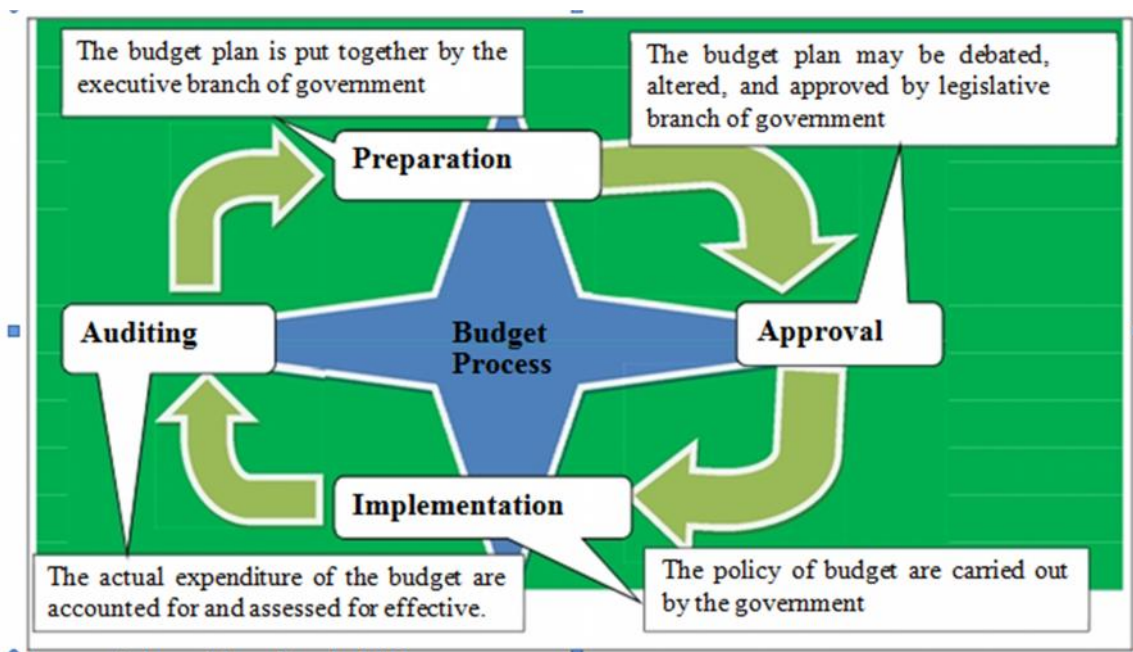 The budget plan is put together by the
executive branch of government
The budget plan may be debated,
altered, and approved by legislative
branch of government
Preparation
Auditing
Budget
Process
Approval
Implementation
The actual expenditure of the budget are
accounted for and assessed for effective.
The policy of budget are carried out
by the government